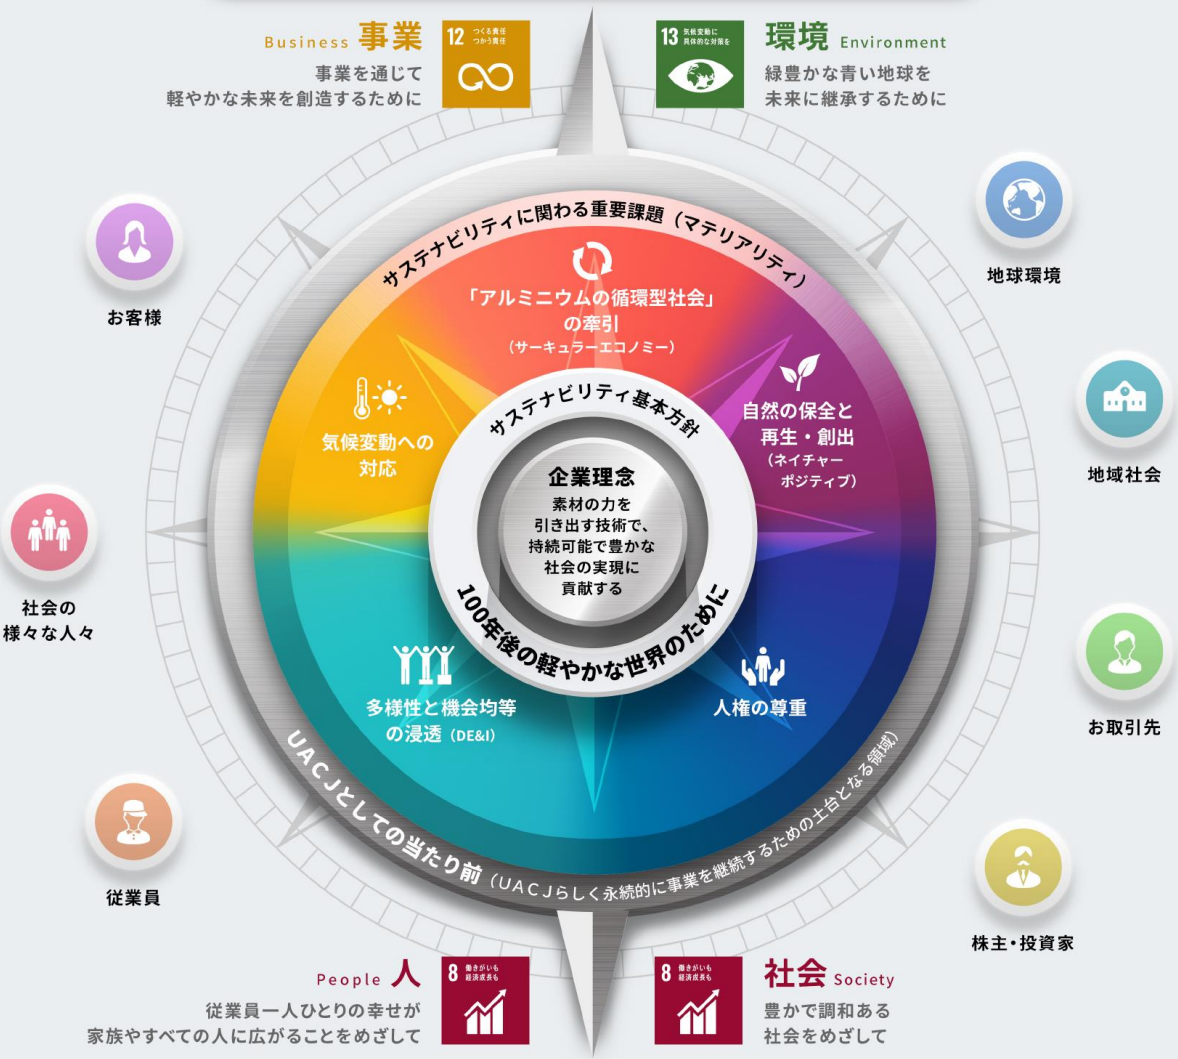 Business 事業
事業を通じて
軽やかな未来を創造するために
12 つくる責任
つかう責任
13 気候変動に
具体的な対策を
環境 Environment
緑豊かな青い地球を
未来に継承するために
お客様
社会の
様々な人々
従業員
地球環境
地域社会
お取引先
株主・投資家
サステナビリティに関わる重要課題（マテリアリティ）
「アルミニウムの循環型社会」
の牽引
（サーキュラーエコノミー）
気候変動への
対応
自然の保全と
再生・創出
（ネイチャー
ポジティブ）
サステナビリティ基本方針
企業理念
素材の力を
引き出す技術で、
持続可能で豊かな
社会の実現に
貢献する
100年後の軽やかな世界のために
多様性と機会均等
の浸透（DE&I）
人権の尊重
UACJとしての当たり前（UACJらしく永続的に事業を継続するための土台となる領域）
People 人
従業員一人ひとりの幸せが
家族やすべての人に広がることをめざして
8 働きがいも
経済成長も
8 働きがいも
経済成長も
社会 Society
豊かで調和ある
社会をめざして